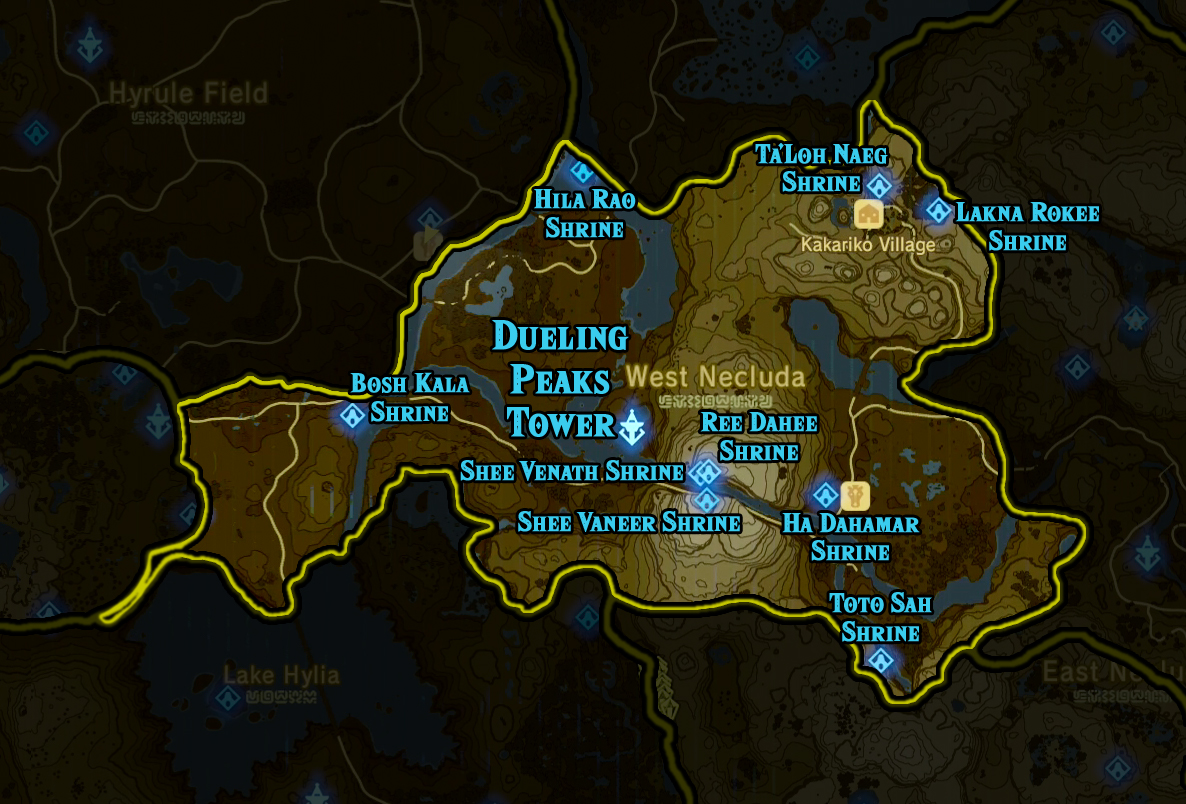 Hyrule Field
Ta'Loh Naeg
Shrine
Hila Rao
Shrine
Lakna Rokee
Shrine
Kakariko Village
Dueling
Peaks
Tower
West Necluda
Bosh Kala
Shrine
Ree Dahee
Shrine
Shee Venath Shrine
Shee Vaneer Shrine
Ha Dahamar
Shrine
Toto Sah
Shrine
Lake Hylia
East